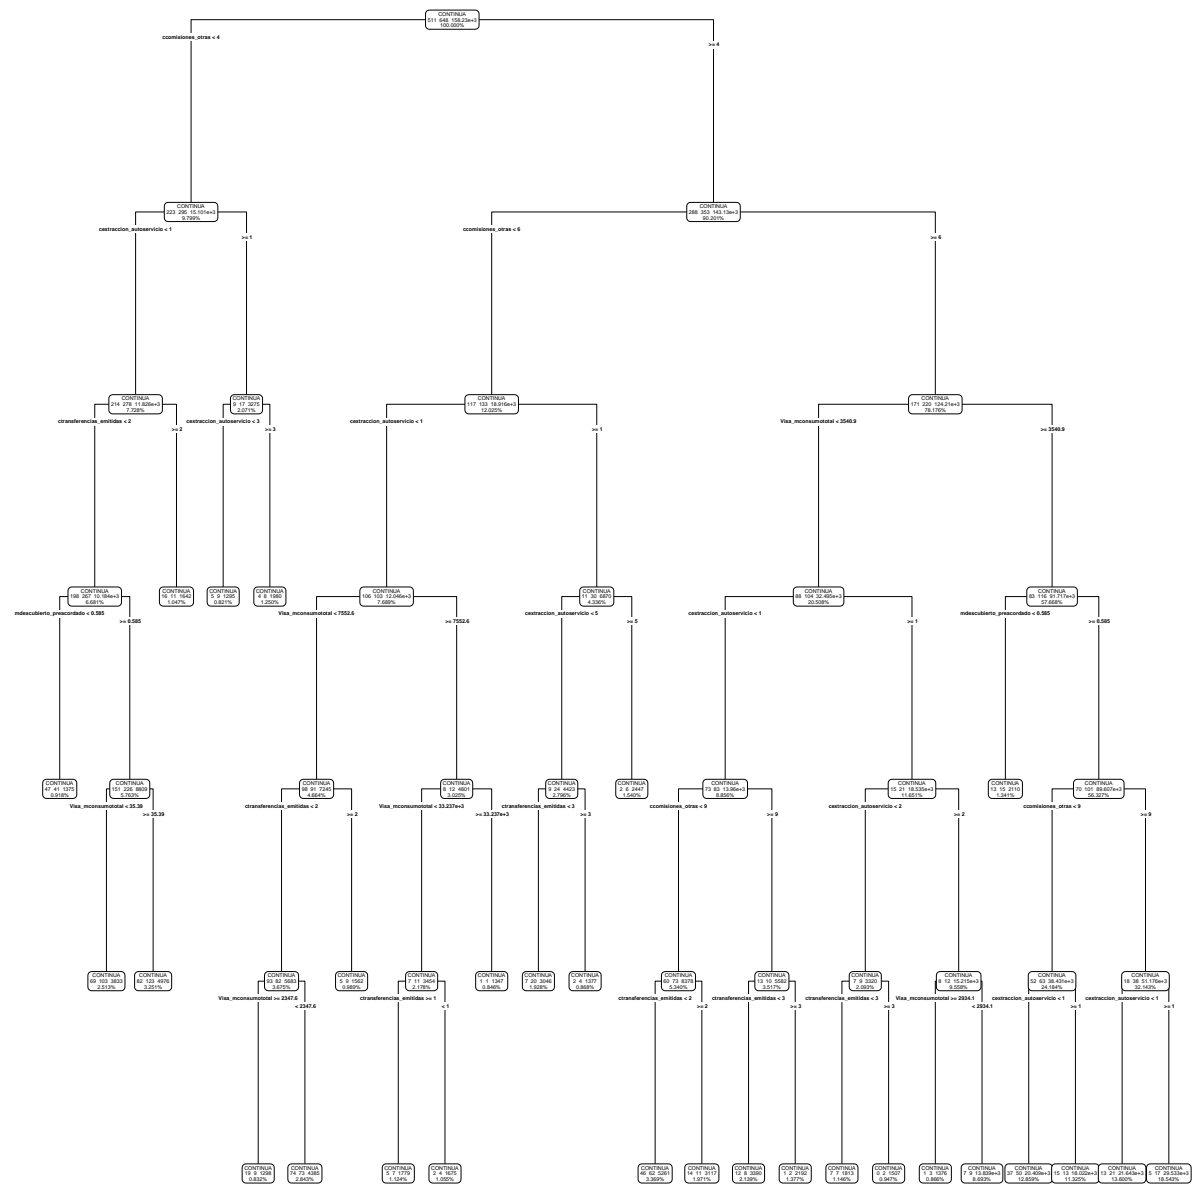 CONTINUA
511 648 158.23e+3
100.000%
ccomisiones_otras < 4
>= 4
CONTINUA
223 295 15.101e+3
9.799%
CONTINUA
288 353 143.13e+3
90.201%
cextraccion_autoservicio < 1
>= 1
ccomisiones_otras < 6
>= 6
CONTINUA
214 278 11.826e+3
7.728%
CONTINUA
9 17 3275
2.071%
CONTINUA
117 133 18.916e+3
12.025%
CONTINUA
171 220 124.21e+3
78.176%
ctransferencias_emitidas < 2
>= 2
cextraccion_autoservicio < 3
>= 3
cextraccion_autoservicio < 1
>= 1
Visa_mconsumototal < 3540.9
>= 3540.9
CONTINUA
198 267 10.184e+3
6.681%
CONTINUA
16 11 1642
1.047%
CONTINUA
5 9 1295
0.821%
CONTINUA
4 8 1980
1.250%
CONTINUA
106 103 12.046e+3
7.689%
CONTINUA
11 30 6870
4.336%
CONTINUA
88 104 32.495e+3
20.508%
CONTINUA
83 116 91.717e+3
57.668%
mdescubierto_preacordado < 0.585
>= 0.585
Visa_mconsumototal < 7552.6
>= 7552.6
cextraccion_autoservicio < 5
>= 5
cextraccion_autoservicio < 1
>= 1
mdescubierto_preacordado < 0.585
>= 0.585
CONTINUA
47 41 1375
0.918%
CONTINUA
151 226 8809
5.763%
CONTINUA
98 91 7245
4.664%
CONTINUA
8 12 4801
3.025%
CONTINUA
9 24 4423
2.796%
CONTINUA
2 6 2447
1.540%
CONTINUA
73 83 13.96e+3
8.856%
CONTINUA
15 21 18.535e+3
11.651%
CONTINUA
13 15 2110
1.341%
CONTINUA
70 101 89.607e+3
56.327%
Visa_mconsumototal < 35.39
>= 35.39
ctransferencias_emitidas < 2
>= 2
Visa_mconsumototal < 33.237e+3
>= 33.237e+3
ctransferencias_emitidas < 3
>= 3
ccomisiones_otras < 9
>= 9
cextraccion_autoservicio < 2
>= 2
ccomisiones_otras < 9
>= 9
CONTINUA
69 103 3833
2.513%
CONTINUA
82 123 4976
3.251%
CONTINUA
93 82 5683
3.675%
CONTINUA
5 9 1562
0.989%
CONTINUA
7 11 3454
2.178%
CONTINUA
1 1 1347
0.846%
CONTINUA
7 20 3046
1.928%
CONTINUA
2 4 1377
0.868%
CONTINUA
60 73 8378
5.340%
CONTINUA
13 10 5582
3.517%
CONTINUA
7 9 3320
2.093%
CONTINUA
8 12 15.215e+3
9.558%
CONTINUA
52 63 38.431e+3
24.184%
CONTINUA
18 38 51.176e+3
32.143%
Visa_mconsumototal >= 2347.6
< 2347.6
ctransferencias_emitidas >= 1
< 1
ctransferencias_emitidas < 2
>= 2
ctransferencias_emitidas < 3
>= 3
ctransferencias_emitidas < 3
>= 3
Visa_mconsumototal >= 2934.1
< 2934.1
cextraccion_autoservicio < 1
>= 1
cextraccion_autoservicio < 1
>= 1
CONTINUA
19 9 1298
0.832%
CONTINUA
74 73 4385
2.843%
CONTINUA
5 7 1779
1.124%
CONTINUA
2 4 1675
1.055%
CONTINUA
46 62 5261
3.369%
CONTINUA
14 11 3117
1.971%
CONTINUA
12 8 3390
2.139%
CONTINUA
1 2 2192
1.377%
CONTINUA
7 7 1813
1.146%
CONTINUA
0 2 1507
0.947%
CONTINUA
1 3 1376
0.866%
CONTINUA
7 9 13.839e+3
8.693%
CONTINUA
37 50 20.409e+3
12.859%
CONTINUA
15 13 18.022e+3
11.325%
CONTINUA
13 21 21.643e+3
13.600%
CONTINUA
5 17 29.533e+3
18.543%